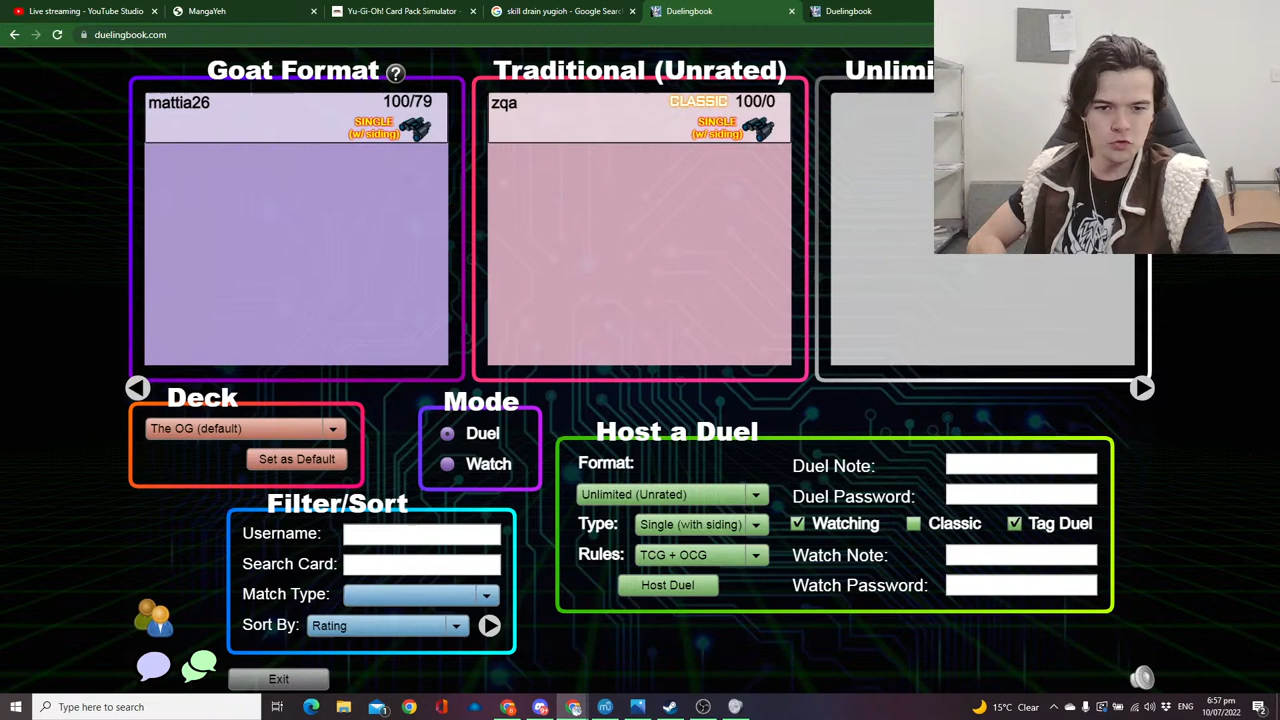 Live streaming - YouTube Studio
MangaYeh
Yu-Gi-Oh! Card Pack Simulator -
skill drain yugioh - Google Search
Duelingbook
Duelingbook
duelingbook.com
Goat Format ?
Traditional (Unrated)
mattia26 100/79
SINGLE
(w/ siding)
zqa CLASSIC 100/0
SINGLE
(w/ siding)
Deck
The OG (default)
Set as Default
Mode
Duel
Watch
Filter/Sort
Username:
Search Card:
Match Type:
Sort By: Rating
Host a Duel
Format:
Unlimited (Unrated)
Type: Single (with siding)
Rules: TCG + OCG
Host Duel
Duel Note:
Duel Password:
Watching Classic Tag Duel
Watch Note:
Watch Password:
Exit
Type here to search
15°C Clear
ENG
6:57 pm
10/07/2022